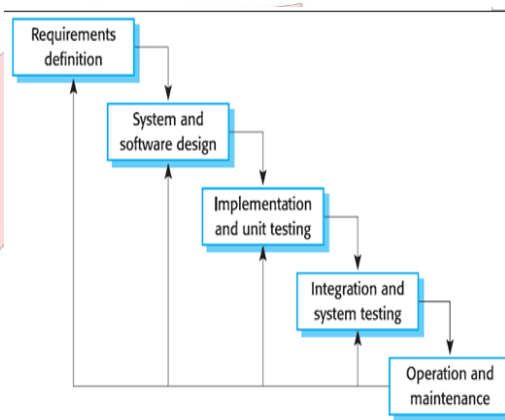 Requirements
definition
System and
software design
Implementation
and unit testing
Integration and
system testing
Operation and
maintenance